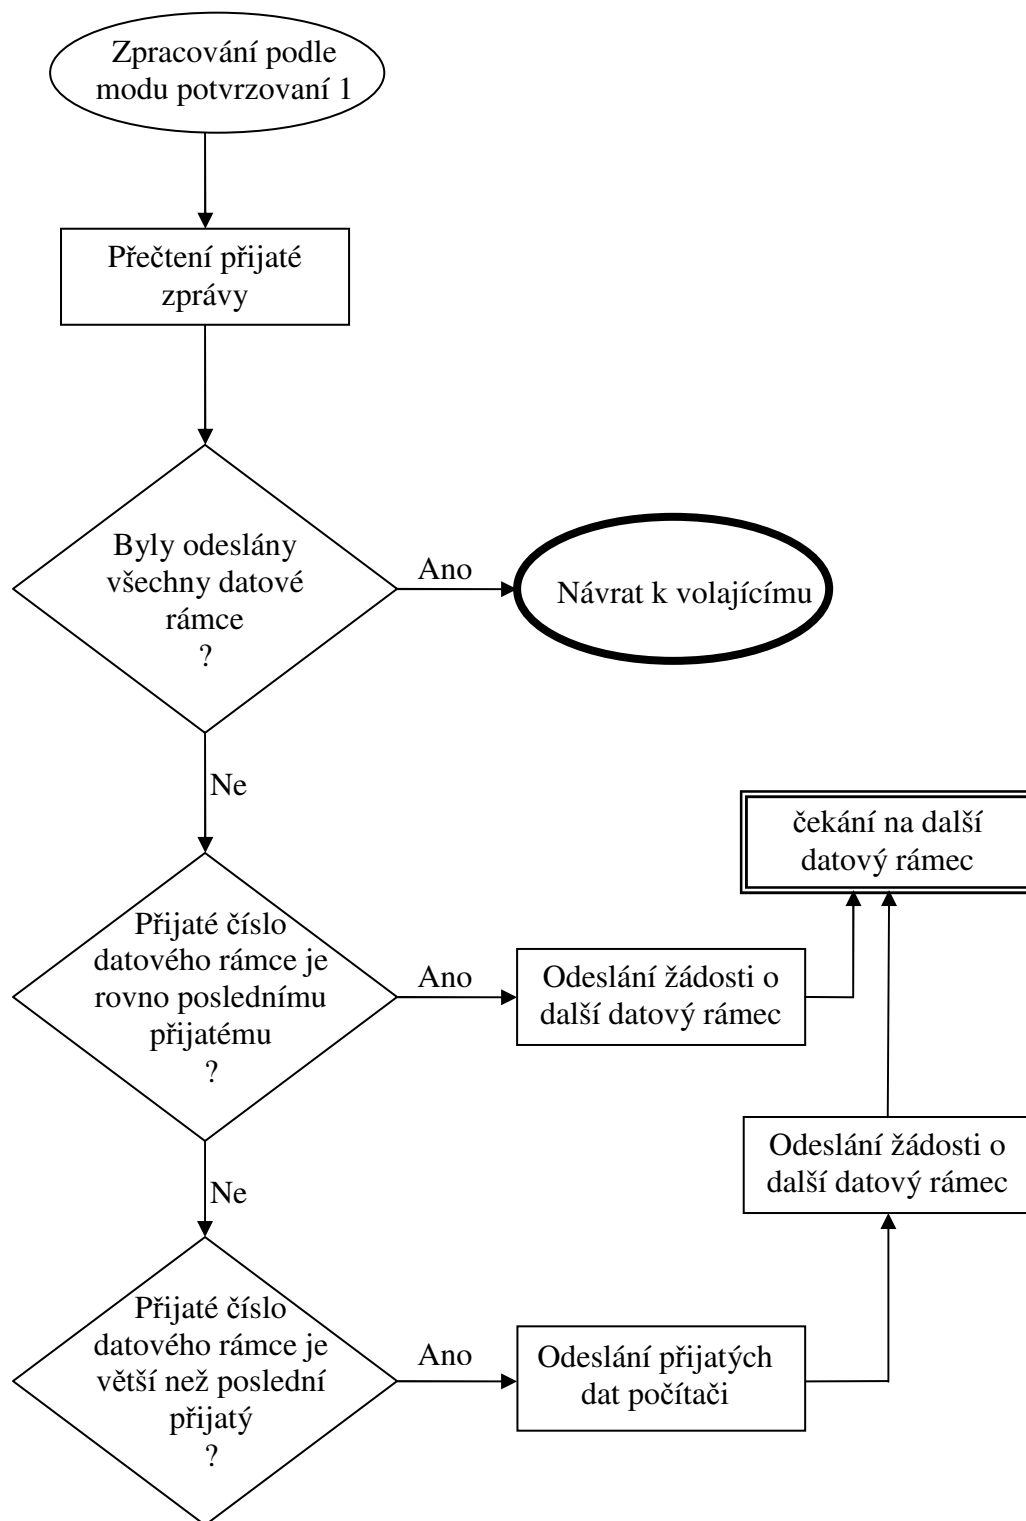 Zpracování podle
modu potvrzovaní 1
Přečtení přijaté
zprávy
Byly odeslány
všechny datové
rámce
?
Ano
Návrat k volajícímu
Ne
čekání na další
datový rámec
Přijaté číslo
datového rámce je
rovno poslednímu
přijatému
?
Ano
Odeslání žádosti o
další datový rámec
Odeslání žádosti o
další datový rámec
Ne
Přijaté číslo
datového rámce je
větší než poslední
přijatý
?
Ano
Odeslání přijatých
dat počítači